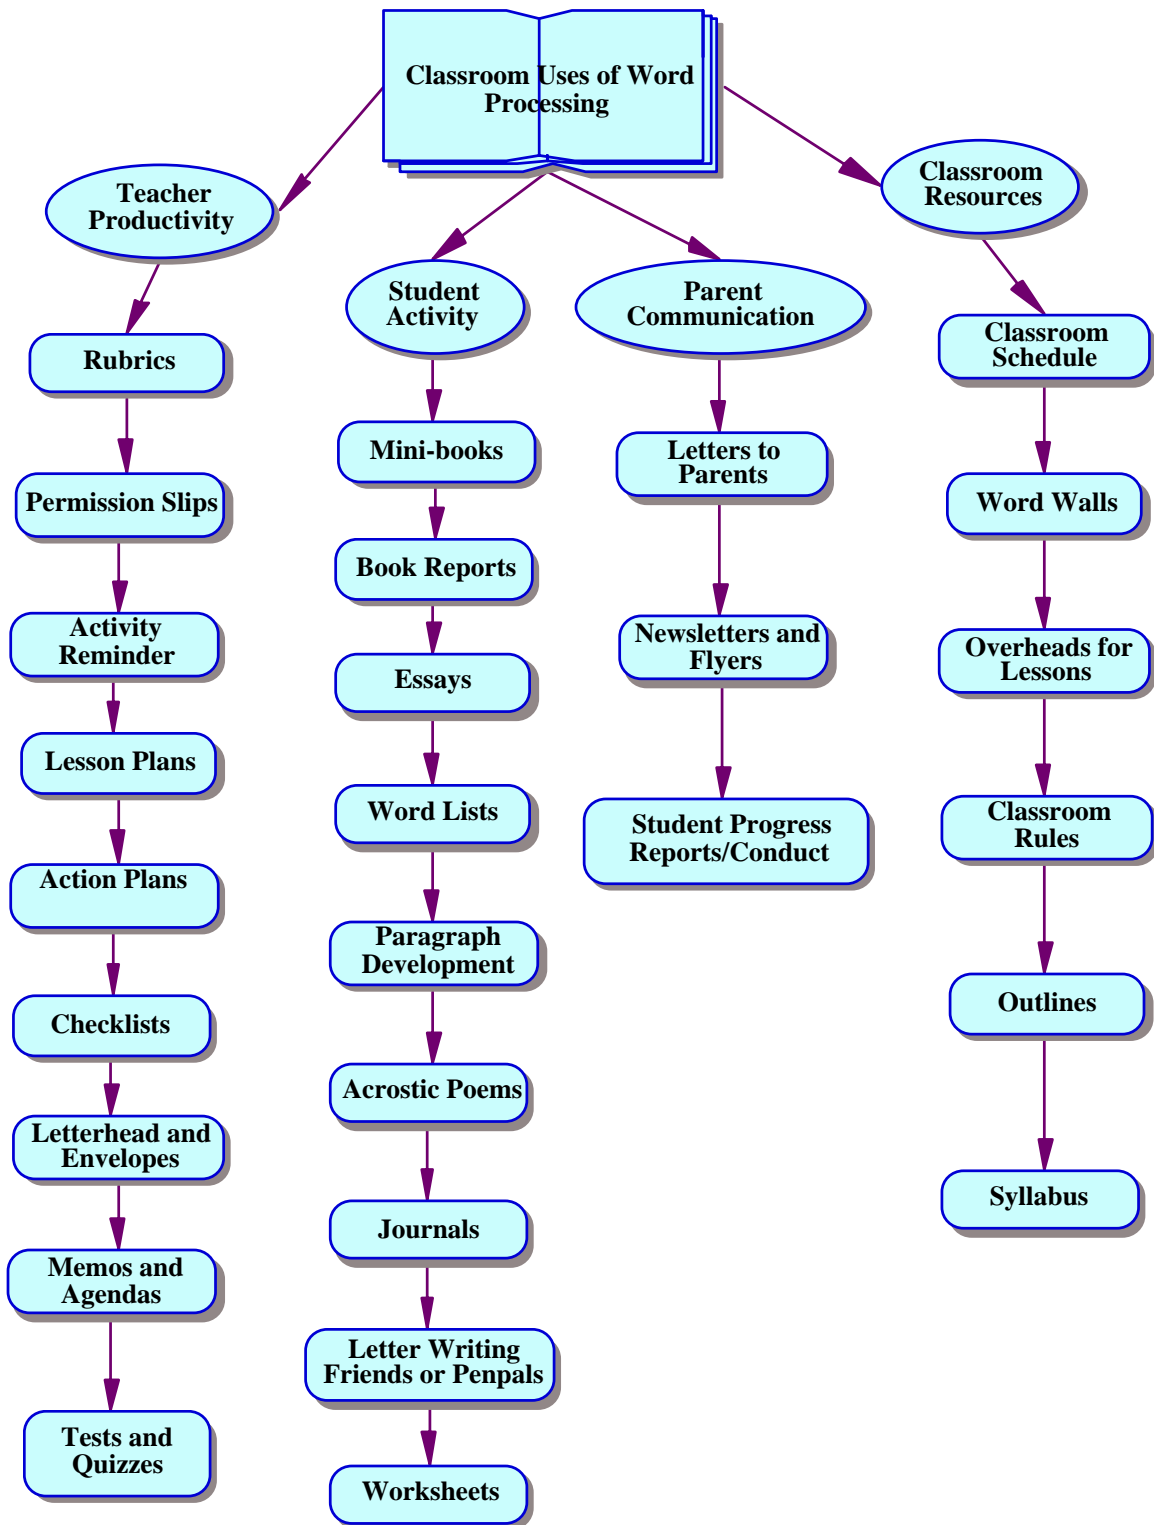 Classroom Uses of Word
Processing
Teacher
Productivity
Rubrics
Permission Slips
Activity
Reminder
Lesson Plans
Action Plans
Checklists
Letterhead and
Envelopes
Memos and
Agendas
Tests and
Quizzes
Student
Activity
Mini-books
Book Reports
Essays
Word Lists
Paragraph
Development
Acrostic Poems
Journals
Letter Writing
Friends or Penpals
Worksheets
Parent
Communication
Letters to
Parents
Newsletters and
Flyers
Student Progress
Reports/Conduct
Classroom
Resources
Classroom
Schedule
Word Walls
Overheads for
Lessons
Classroom
Rules
Outlines
Syllabus